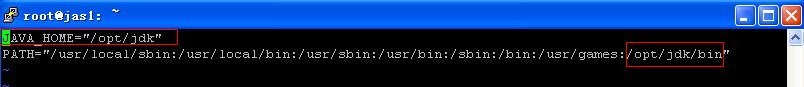 root@jas1: ~
JAVA_HOME="/opt/jdk"
PATH="/usr/local/sbin:/usr/local/bin:/usr/sbin:/usr/bin:/sbin:/bin:/usr/games:/opt/jdk/bin"
~
~